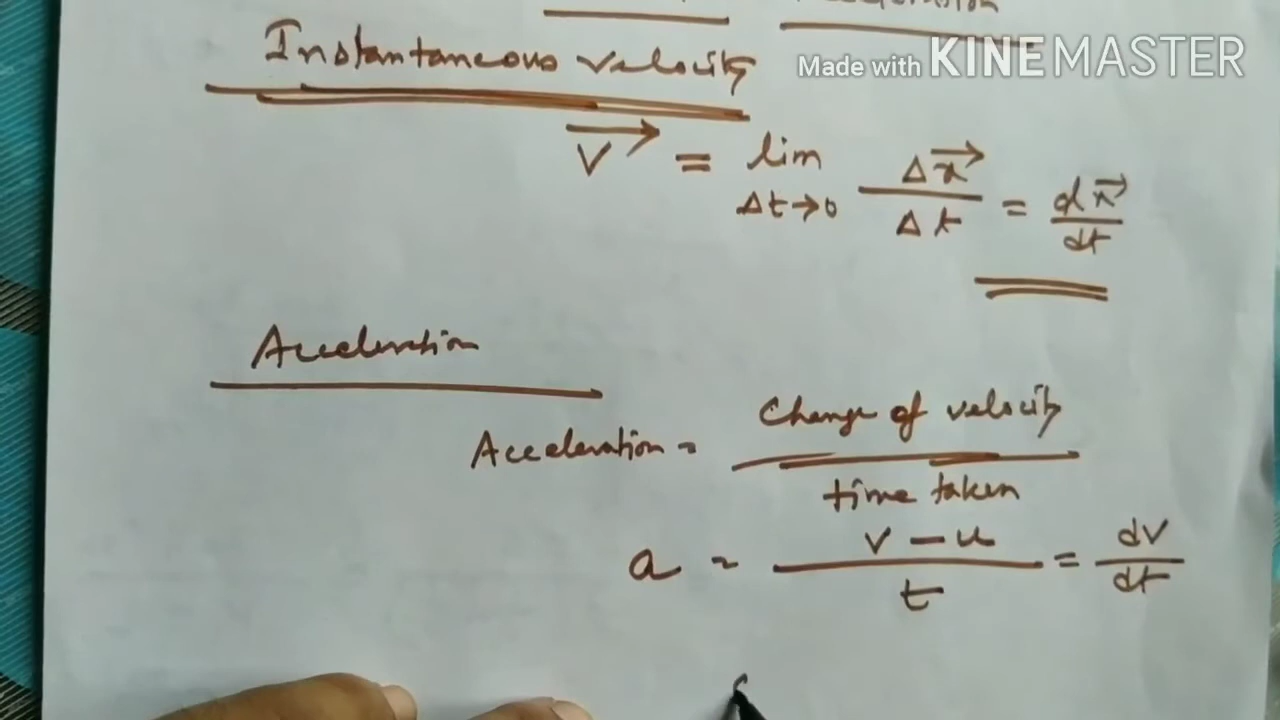 Instantaneous velocity
Made with KINEMASTER
V⃗ = lim Δt→0 Δx⃗ / Δt = dx⃗ / dt
Acceleration
Acceleration = Change of velocity / time taken
a = v - u / t = dv / dt